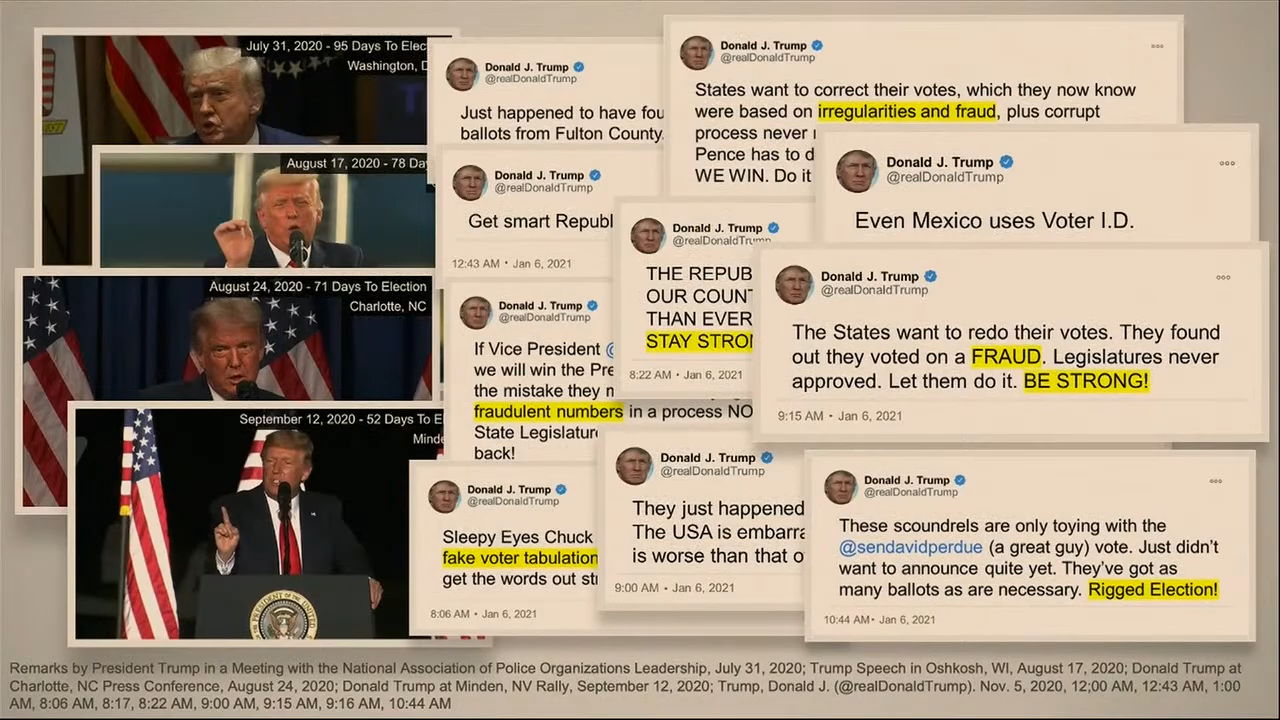 July 31, 2020 - 95 Days To Elect
Washington, D
August 17, 2020 - 78 Da
August 24, 2020 - 71 Days To Election
Charlotte, NC
September 12, 2020 - 52 Days To E
Minde
PRESIDENT OF THE
Donald J. Trump
@realDonaldTrump
Just happened to have fou
ballots from Fulton County.
Donald J. Trump
@realDonaldTrump
Get smart Republ
12:43 AM • Jan 6, 2021
Donald J. Trump
@realDonaldTrump
If Vice President @
we will win the Pre
the mistake they m
fraudulent numbers in a process NO
State Legislature
back!
Donald J. Trump
@realDonaldTrump
Sleepy Eyes Chuck
fake voter tabulation
get the words out str
8:06 AM • Jan 6, 2021
Donald J. Trump
@realDonaldTrump
States want to correct their votes, which they now know
were based on irregularities and fraud, plus corrupt
process never
Pence has to d
WE WIN. Do it
Donald J. Trump
@realDonaldTrump
THE REPUB
OUR COUNT
THAN EVER
STAY STRON
8:22 AM • Jan 6, 2021
Donald J. Trump
@realDonaldTrump
They just happened
The USA is embarra
is worse than that o
9:00 AM • Jan 6, 2021
Donald J. Trump
@realDonaldTrump
Even Mexico uses Voter I.D.
Donald J. Trump
@realDonaldTrump
The States want to redo their votes. They found
out they voted on a FRAUD. Legislatures never
approved. Let them do it. BE STRONG!
9:15 AM • Jan 6, 2021
Donald J. Trump
@realDonaldTrump
These scoundrels are only toying with the
@sendavidperdue (a great guy) vote. Just didn't
want to announce quite yet. They've got as
many ballots as are necessary. Rigged Election!
10:44 AM • Jan 6, 2021
Remarks by President Trump in a Meeting with the National Association of Police Organizations Leadership, July 31, 2020; Trump Speech in Oshkosh, WI, August 17, 2020; Donald Trump at
Charlotte, NC Press Conference, August 24, 2020; Donald Trump at Minden, NV Rally, September 12, 2020; Trump, Donald J. (@realDonaldTrump). Nov. 5, 2020, 12;00 AM, 12:43 AM, 1:00
AM, 8:06 AM, 8:17, 8:22 AM, 9:00 AM, 9:15 AM, 9:16 AM, 10:44 AM